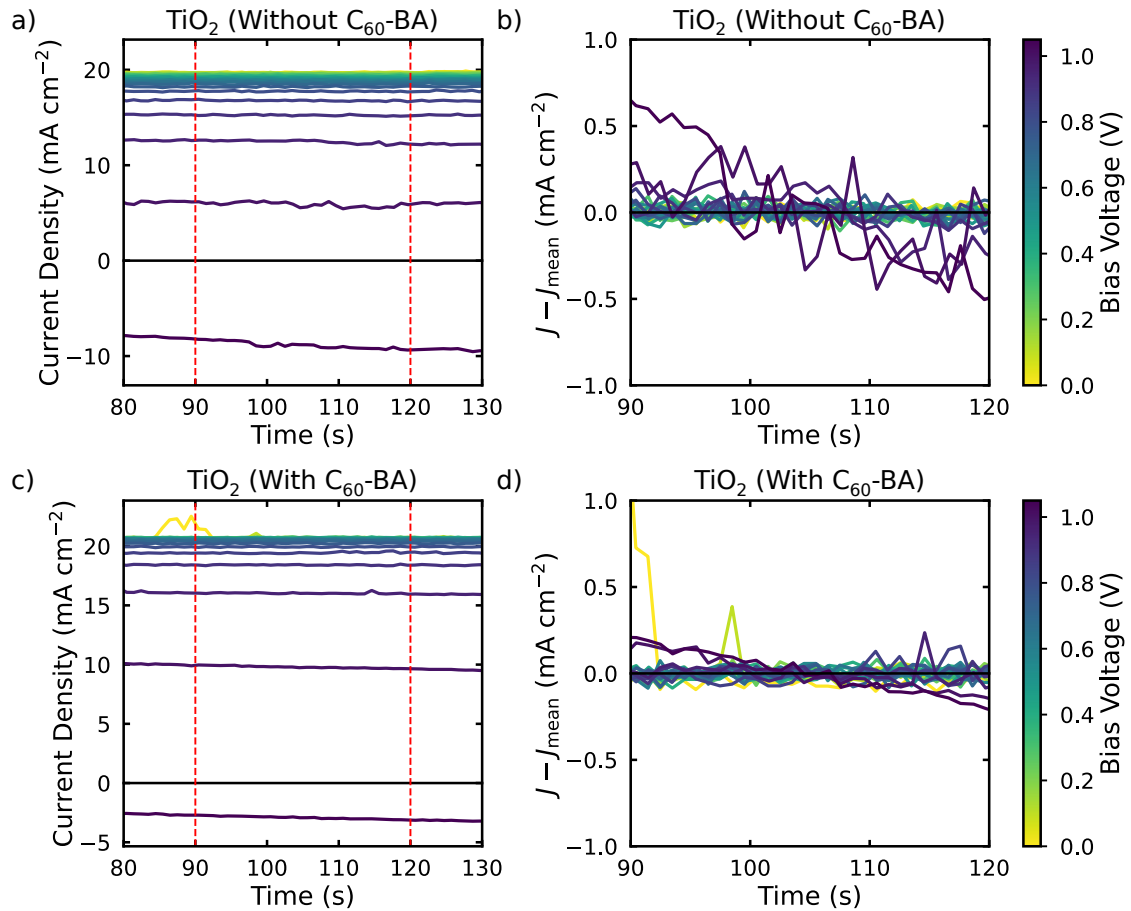 a)
TiO₂ (Without C₆₀-BA)
Current Density (mA cm⁻²)
20
10
0
−10
80 90 100 110 120 130
Time (s)
b)
TiO₂ (Without C₆₀-BA)
J − Jmean (mA cm⁻²)
1.0
0.5
0.0
−0.5
−1.0
90 100 110 120
Time (s)
Bias Voltage (V)
1.0
0.8
0.6
0.4
0.2
0.0
c)
TiO₂ (With C₆₀-BA)
Current Density (mA cm⁻²)
20
15
10
5
0
−5
80 90 100 110 120 130
Time (s)
d)
TiO₂ (With C₆₀-BA)
J − Jmean (mA cm⁻²)
1.0
0.5
0.0
−0.5
−1.0
90 100 110 120
Time (s)
Bias Voltage (V)
1.0
0.8
0.6
0.4
0.2
0.0